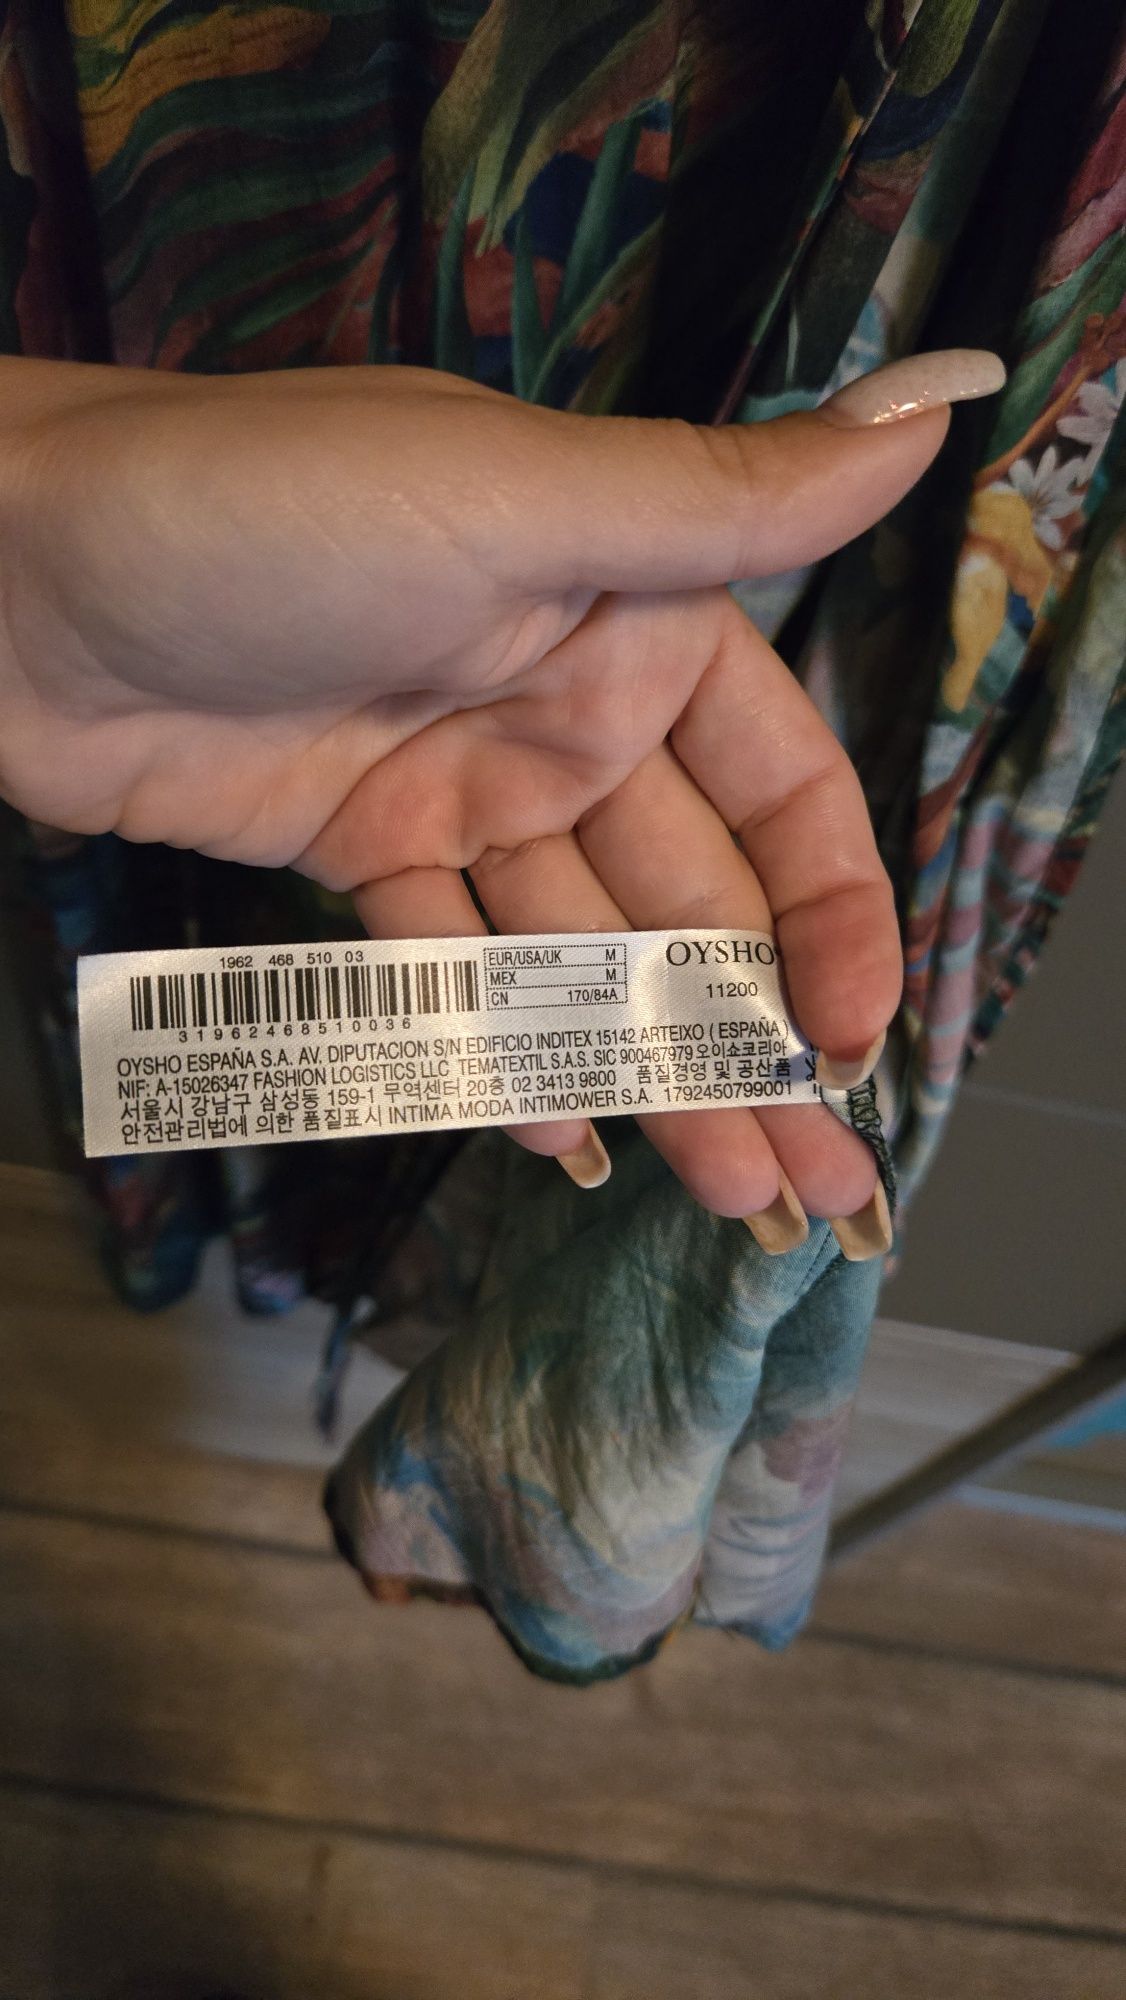 1962 468 510 03
31962468510036
EUR/USA/UK M
MEX M
CN 170/84A
OYSHO
11200
OYSHO ESPAÑA S.A. AV. DIPUTACION S/N EDIFICIO INDITEX 15142 ARTEIXO ( ESPAÑA )
NIF: A-15026347 FASHION LOGISTICS LLC TEMATEXTIL S.A.S. SIC 900467979 오이쇼코리아
서울시 강남구 삼성동 159-1 무역센터 20층 02 3413 9800 품질경영 및 공산품
안전관리법에 의한 품질표시 INTIMA MODA INTIMOWER S.A. 1792450799001